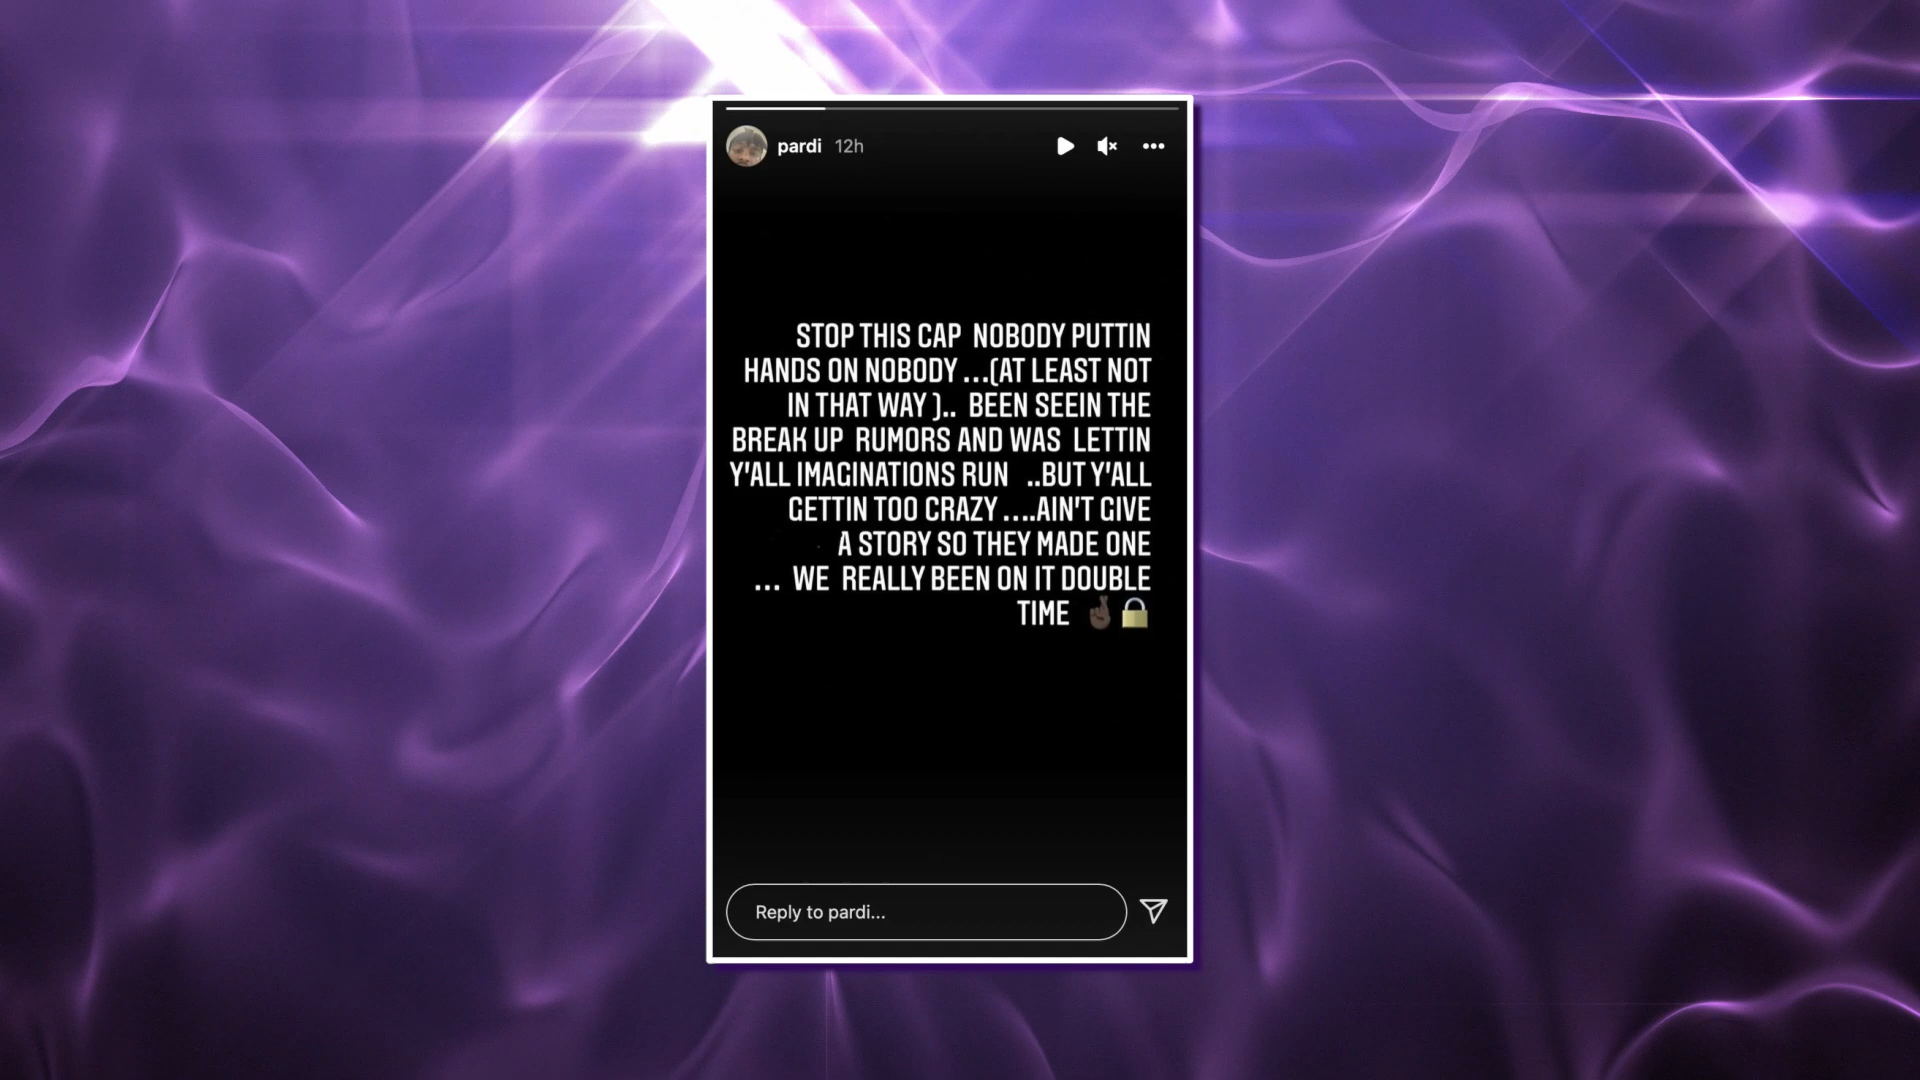 pardi 12h
STOP THIS CAP NOBODY PUTTIN
HANDS ON NOBODY ...(AT LEAST NOT
IN THAT WAY ).. BEEN SEEIN THE
BREAK UP RUMORS AND WAS LETTIN
Y'ALL IMAGINATIONS RUN ..BUT Y'ALL
GETTIN TOO CRAZY ....AIN'T GIVE
A STORY SO THEY MADE ONE
... WE REALLY BEEN ON IT DOUBLE
TIME 🤞🏿🔒
Reply to pardi...